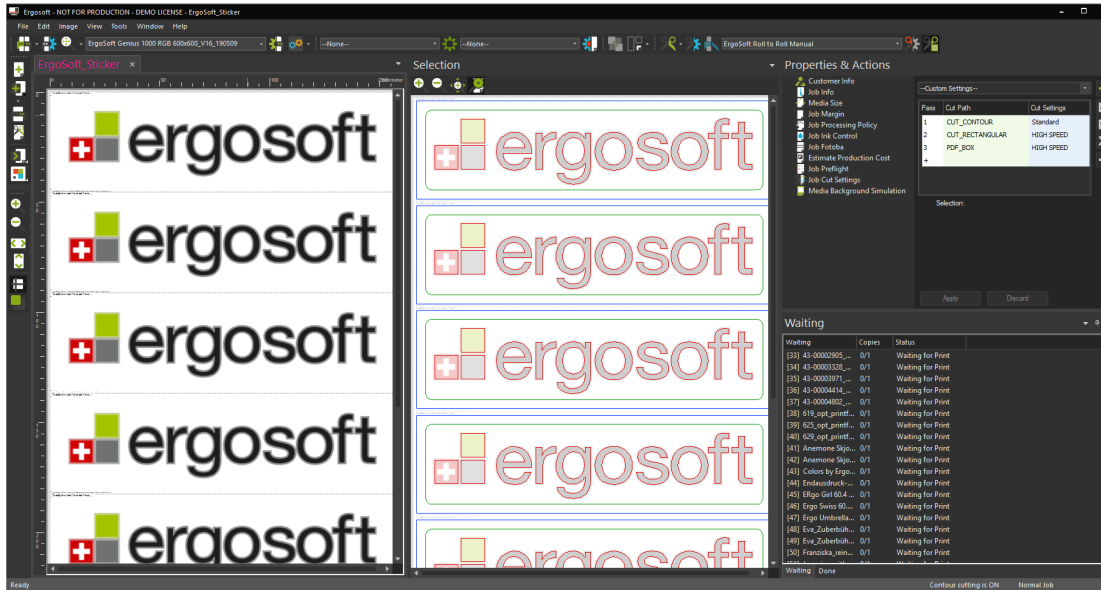 Ergosoft - NOT FOR PRODUCTION - DEMO LICENSE - ErgoSoft_Sticker
File Edit Image View Tools Window Help
ErgoSoft Genius 1000 RGB 600x600_V16_190509
--None--
--None--
ErgoSoft Roll to Roll Manual
ErgoSoft_Sticker ×
ergosoft
ergosoft
ergosoft
ergosoft
ergosoft
Selection
ergosoft
ergosoft
ergosoft
ergosoft
ergosoft
Properties & Actions
Customer Info
Job Info
Media Size
Job Margin
Job Processing Policy
Job Ink Control
Job Fotoba
Estimate Production Cost
Job Preflight
Job Cut Settings
Media Background Simulation
--Custom Settings--
Pass Cut Path Cut Settings
1 CUT_CONTOUR Standard
2 CUT_RECTANGULAR HIGH SPEED
3 PDF_BOX HIGH SPEED
+
Selection:
Apply Discard
Waiting
Waiting Copies Status
[33] 43-00002905_... 0/1 Waiting for Print
[34] 43-00003328_... 0/1 Waiting for Print
[35] 43-00003971_... 0/1 Waiting for Print
[36] 43-00004414_... 0/1 Waiting for Print
[37] 43-00004802_... 0/1 Waiting for Print
[38] 619_opt_printf... 0/1 Waiting for Print
[39] 625_opt_printf... 0/1 Waiting for Print
[40] 629_opt_printf... 0/1 Waiting for Print
[41] Anemone Skjo... 0/1 Waiting for Print
[42] Anemone Skjo... 0/1 Waiting for Print
[43] Colors by Ergo... 0/1 Waiting for Print
[44] Endausdruck-... 0/1 Waiting for Print
[45] ERgo Girl 60.4 ... 0/1 Waiting for Print
[46] Ergo Swiss 60.... 0/1 Waiting for Print
[47] Ergo Umbrella... 0/1 Waiting for Print
[48] Eva_Zuberbüh... 0/1 Waiting for Print
[49] Eva_Zuberbüh... 0/1 Waiting for Print
[50] Franziska_rein... 0/1 Waiting for Print
Waiting Done
Ready
Contour cutting is ON Normal Job